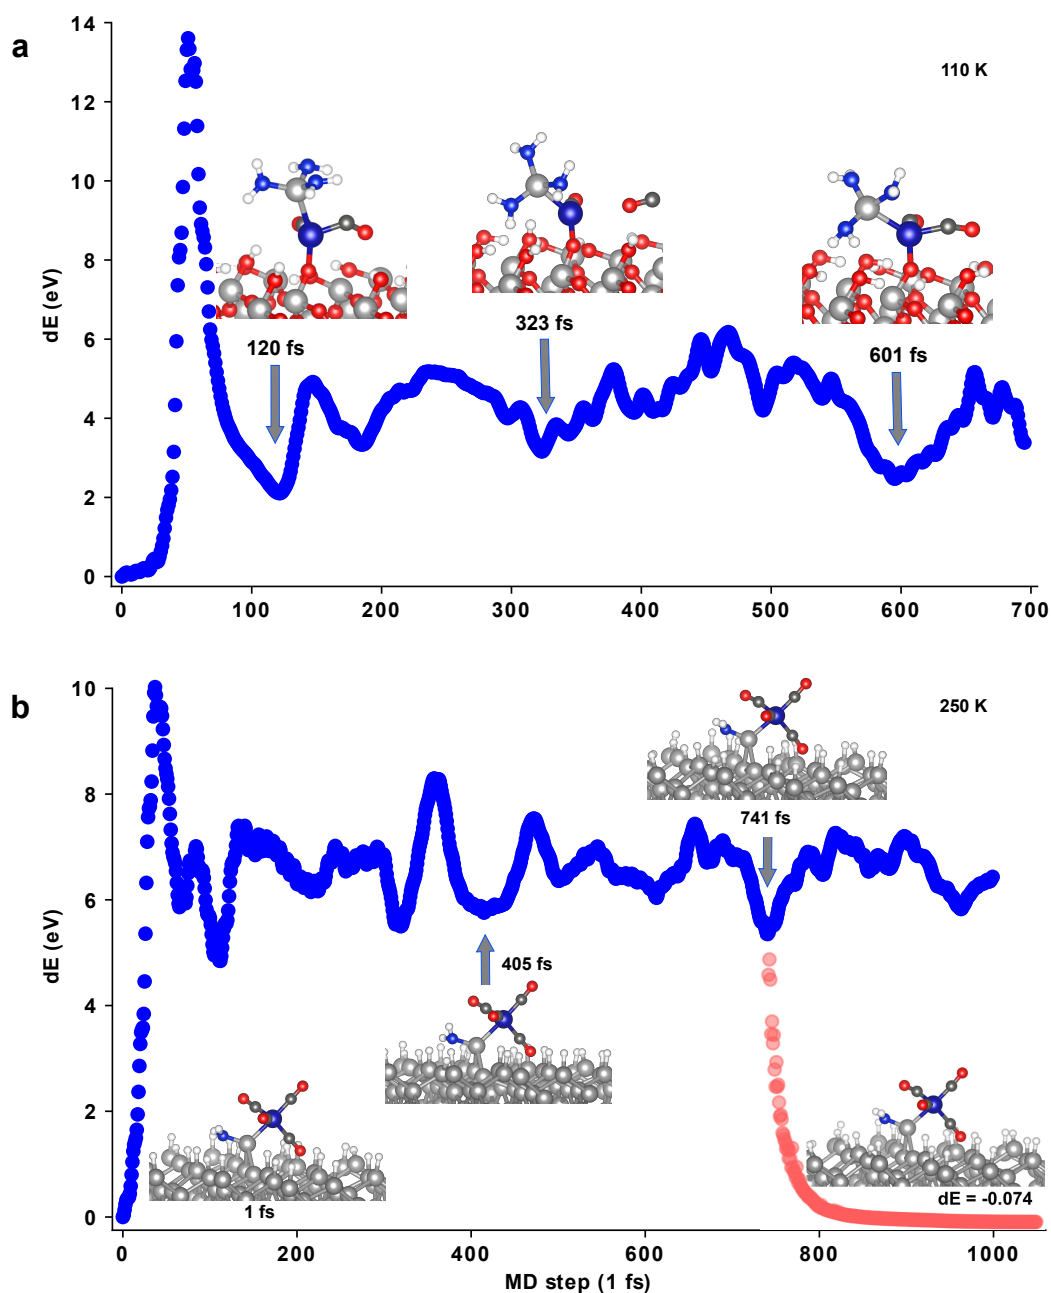 a
110 K
14
12
10
8
6
4
2
0
dE (eV)
120 fs
323 fs
601 fs
0 100 200 300 400 500 600 700
b
250 K
10
8
6
4
2
0
dE (eV)
741 fs
405 fs
1 fs
dE = -0.074
0 200 400 600 800 1000
MD step (1 fs)